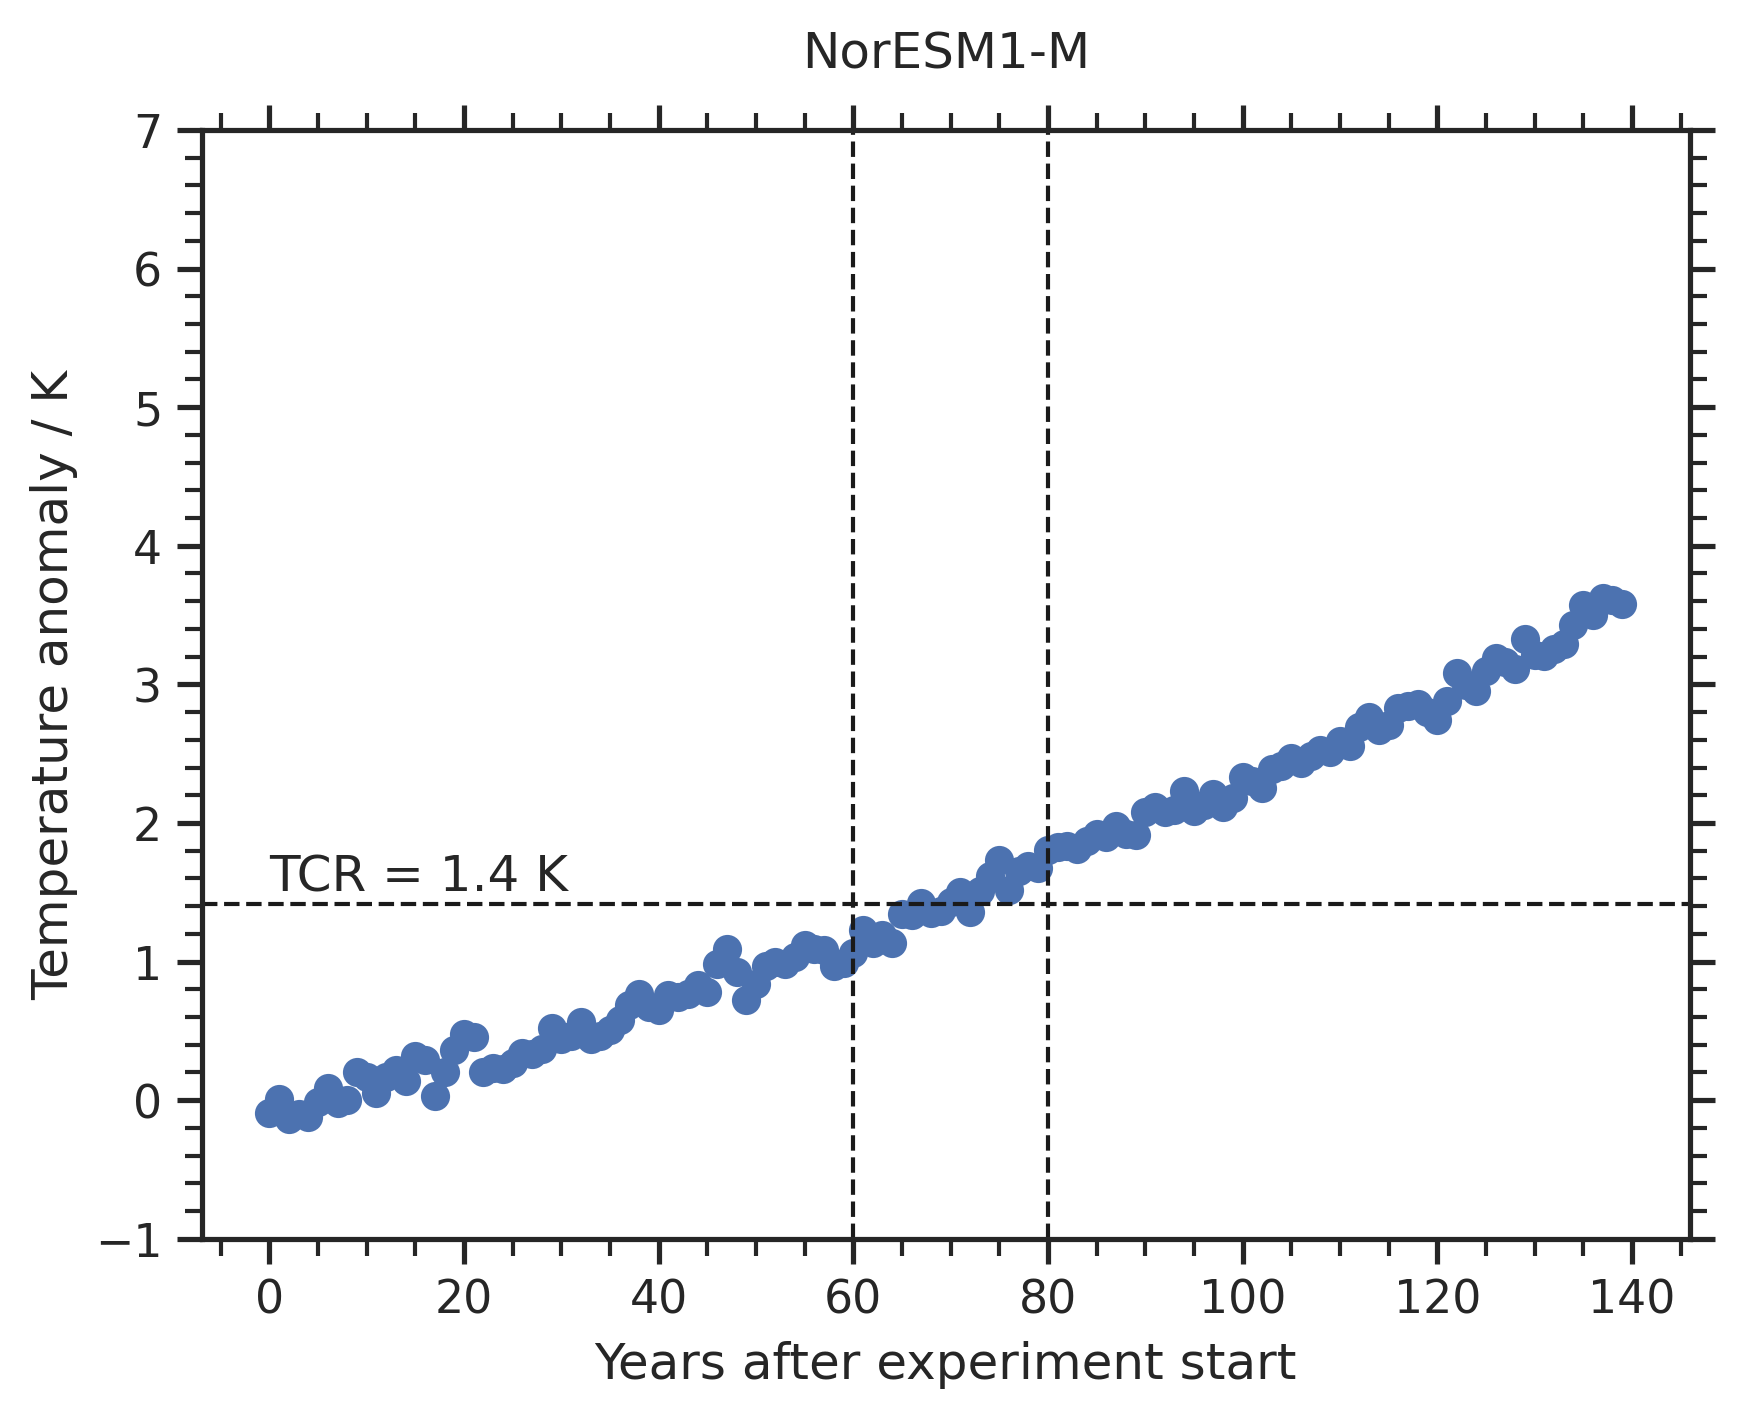 NorESM1-M
7
6
5
4
3
2
1
0
−1
Temperature anomaly / K
TCR = 1.4 K
0 20 40 60 80 100 120 140
Years after experiment start